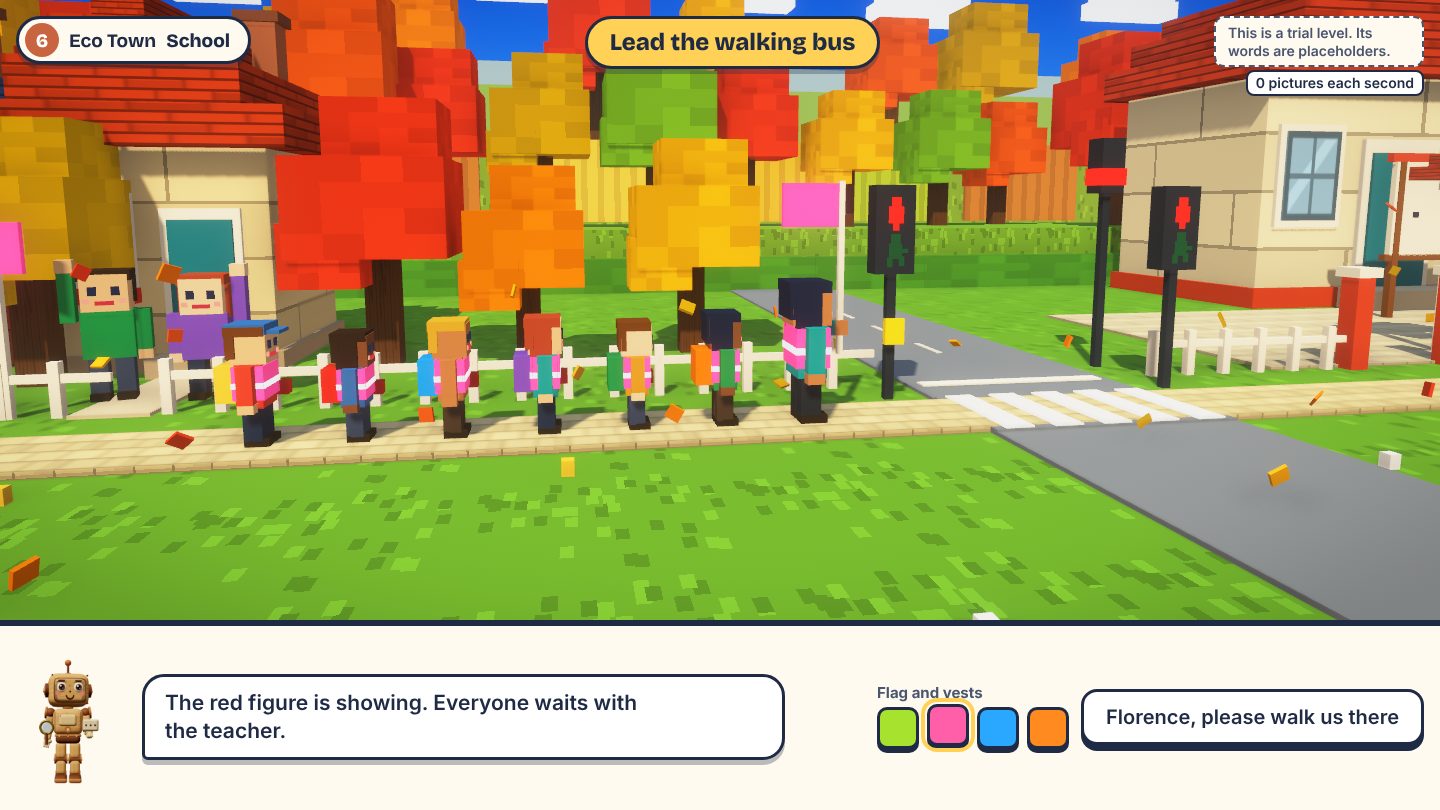 6 Eco Town School
Lead the walking bus
This is a trial level. Its
words are placeholders.
0 pictures each second
The red figure is showing. Everyone waits with
the teacher.
Flag and vests
Florence, please walk us there